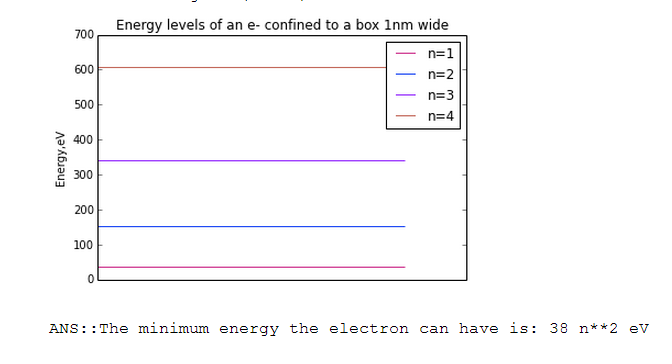 Energy levels of an e- confined to a box 1nm wide
700
600
500
400
300
200
100
0
Energy,eV
n=1
n=2
n=3
n=4
ANS::The minimum energy the electron can have is: 38 n**2 eV